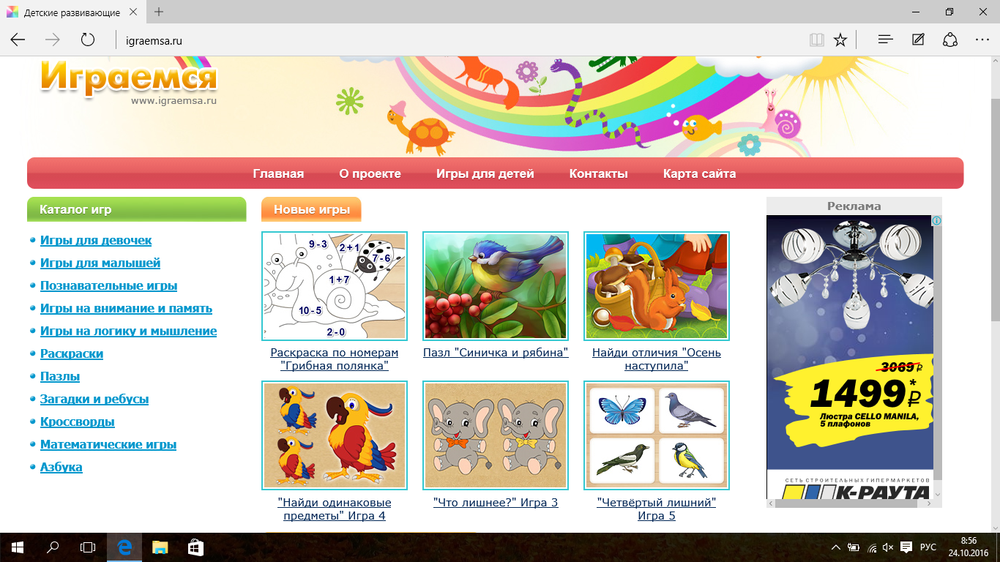 Детские развивающие
igraemsa.ru
Играемся
www.igraemsa.ru
Главная
О проекте
Игры для детей
Контакты
Карта сайта
Каталог игр
Игры для девочек
Игры для малышей
Познавательные игры
Игры на внимание и память
Игры на логику и мышление
Раскраски
Пазлы
Загадки и ребусы
Кроссворды
Математические игры
Азбука
Новые игры
9 - 3
2 + 1
7 - 6
1 + 7
10 - 5
2 - 0
Раскраска по номерам
"Грибная полянка"
Пазл "Синичка и рябина"
Найди отличия "Осень
наступила"
"Найди одинаковые
предметы" Игра 4
"Что лишнее?" Игра 3
"Четвёртый лишний"
Игра 5
Реклама
3069 ₽
1499* ₽
Люстра CELLO MANILA,
5 плафонов
СЕТЬ СТРОИТЕЛЬНЫХ ГИПЕРМАРКЕТОВ
К-РАУТА
РУС
8:56
24.10.2016